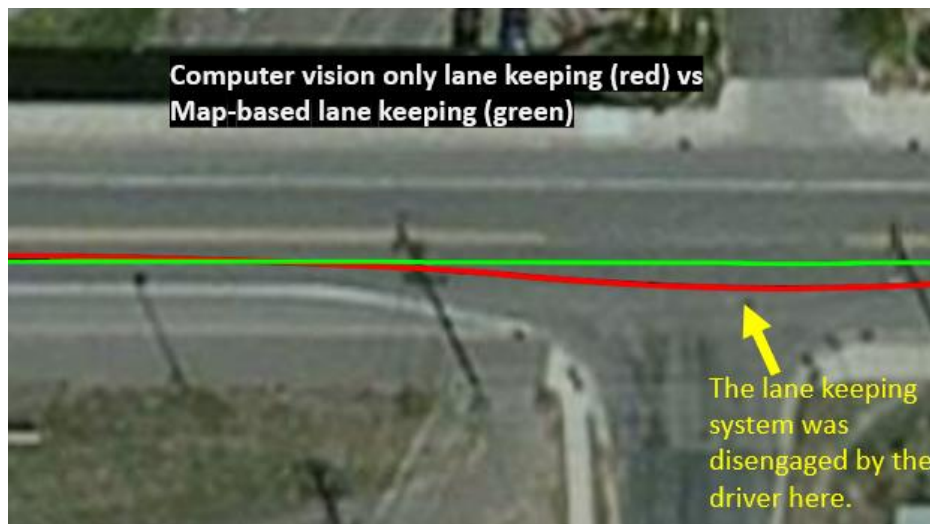 Computer vision only lane keeping (red) vs
Map-based lane keeping (green)
The lane keeping
system was
disengaged by the
driver here.